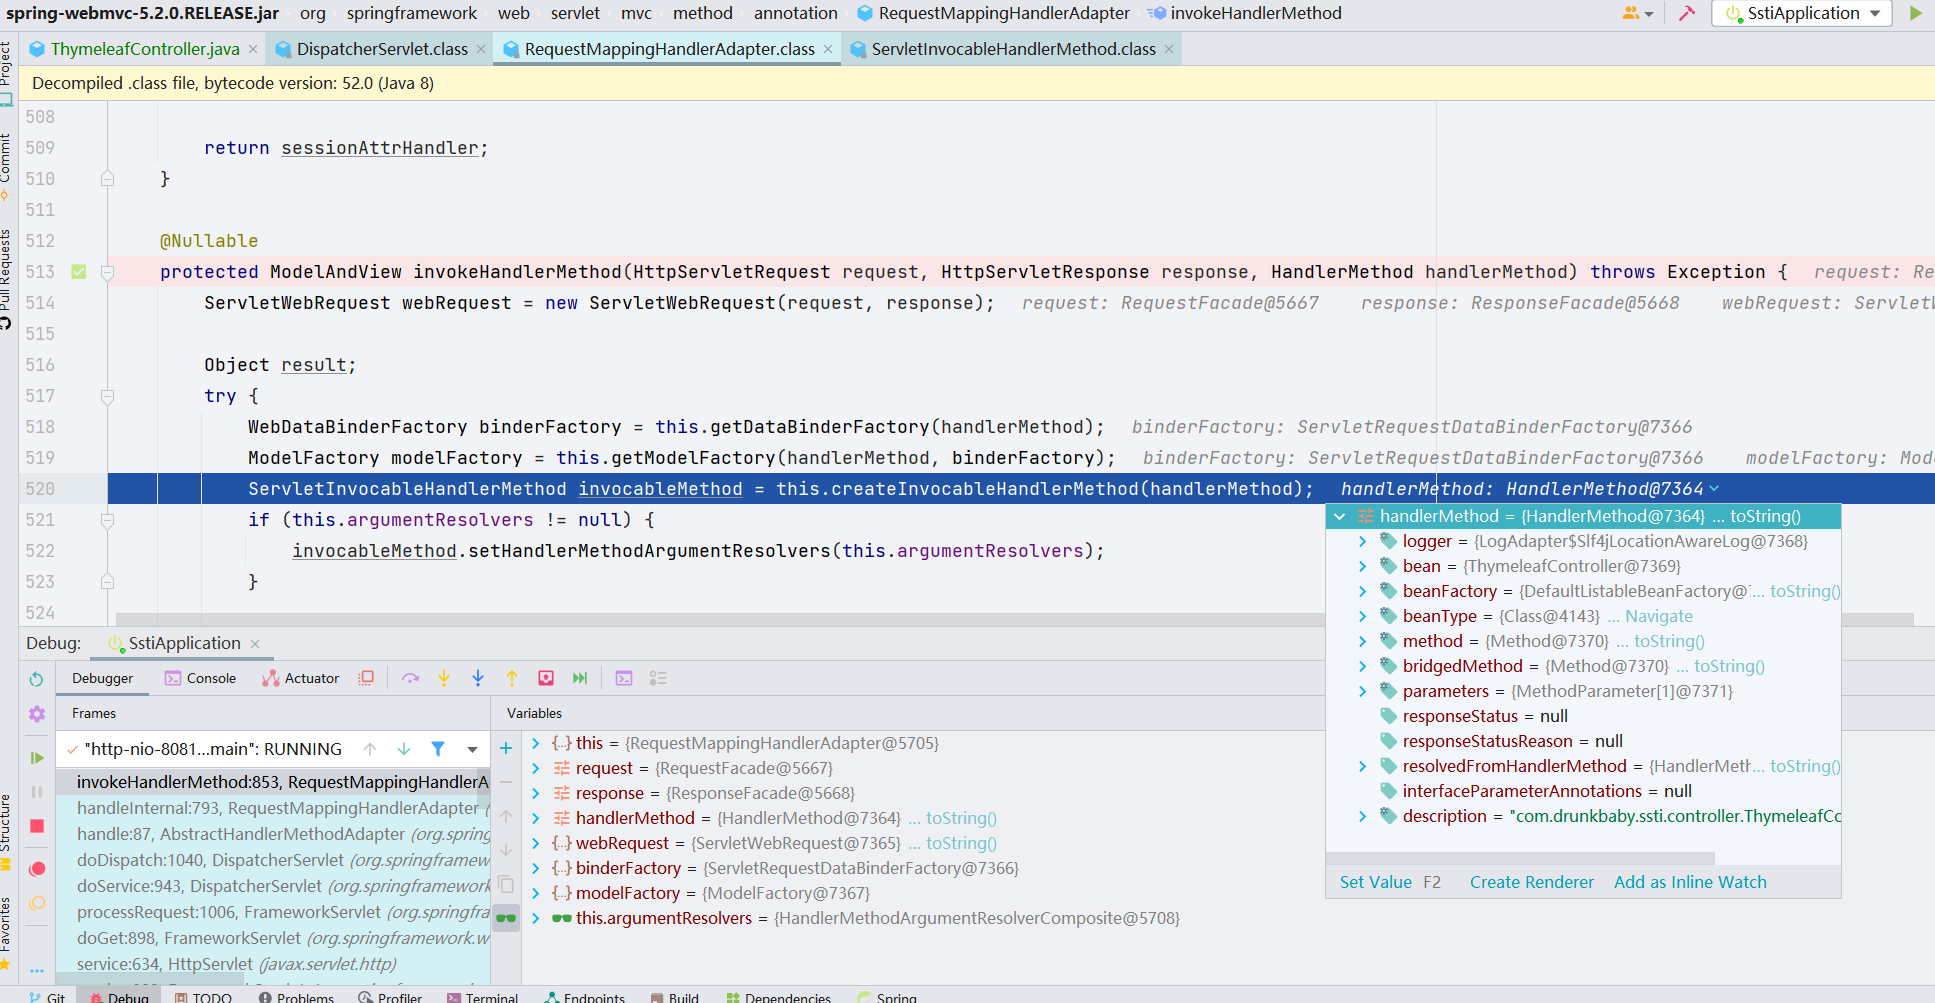 spring-webmvc-5.2.0.RELEASE.jar org springframework web servlet mvc method annotation RequestMappingHandlerAdapter invokeHandlerMethod SstiApplication
ThymeleafController.java DispatcherServlet.class RequestMappingHandlerAdapter.class ServletInvocableHandlerMethod.class
Decompiled .class file, bytecode version: 52.0 (Java 8)
Project
Commit
Pull Requests
Structure
Favorites
508
509 return sessionAttrHandler;
510 }
511
512 @Nullable
513 protected ModelAndView invokeHandlerMethod(HttpServletRequest request, HttpServletResponse response, HandlerMethod handlerMethod) throws Exception { request: Re
514 ServletWebRequest webRequest = new ServletWebRequest(request, response); request: RequestFacade@5667 response: ResponseFacade@5668 webRequest: ServletW
515
516 Object result;
517 try {
518 WebDataBinderFactory binderFactory = this.getDataBinderFactory(handlerMethod); binderFactory: ServletRequestDataBinderFactory@7366
519 ModelFactory modelFactory = this.getModelFactory(handlerMethod, binderFactory); binderFactory: ServletRequestDataBinderFactory@7366 modelFactory: Mod
520 ServletInvocableHandlerMethod invocableMethod = this.createInvocableHandlerMethod(handlerMethod); handlerMethod: HandlerMethod@7364
521 if (this.argumentResolvers != null) {
522 invocableMethod.setHandlerMethodArgumentResolvers(this.argumentResolvers);
523 }
524
handlerMethod = {HandlerMethod@7364} ... toString()
logger = {LogAdapter$Slf4jLocationAwareLog@7368}
bean = {ThymeleafController@7369}
beanFactory = {DefaultListableBeanFactory@... toString()
beanType = {Class@4143} ... Navigate
method = {Method@7370} ... toString()
bridgedMethod = {Method@7370} ... toString()
parameters = {MethodParameter[1]@7371}
responseStatus = null
responseStatusReason = null
resolvedFromHandlerMethod = {HandlerMeth... toString()
interfaceParameterAnnotations = null
description = "com.drunkbaby.ssti.controller.ThymeleafCo
Set Value F2 Create Renderer Add as Inline Watch
Debug: SstiApplication
Debugger Console Actuator
Frames
"http-nio-8081...main": RUNNING
invokeHandlerMethod:853, RequestMappingHandlerA
handleInternal:793, RequestMappingHandlerAdapter (
handle:87, AbstractHandlerMethodAdapter (org.spring
doDispatch:1040, DispatcherServlet (org.springframew
doService:943, DispatcherServlet (org.springframework
processRequest:1006, FrameworkServlet (org.springfra
doGet:898, FrameworkServlet (org.springframework.w
service:634, HttpServlet (javax.servlet.http)
Variables
this = {RequestMappingHandlerAdapter@5705}
request = {RequestFacade@5667}
response = {ResponseFacade@5668}
handlerMethod = {HandlerMethod@7364} ... toString()
webRequest = {ServletWebRequest@7365} ... toString()
binderFactory = {ServletRequestDataBinderFactory@7366}
modelFactory = {ModelFactory@7367}
this.argumentResolvers = {HandlerMethodArgumentResolverComposite@5708}
Git Debug TODO Problems Profiler Terminal Endpoints Build Dependencies Spring